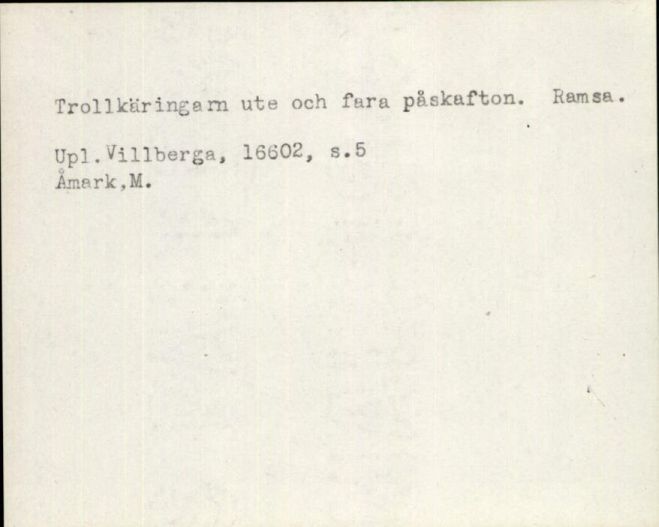 Trollkäringarn ute och fara påskafton. Ramsa.
Upl. Villberga, 16602, s.5
Åmark,M.